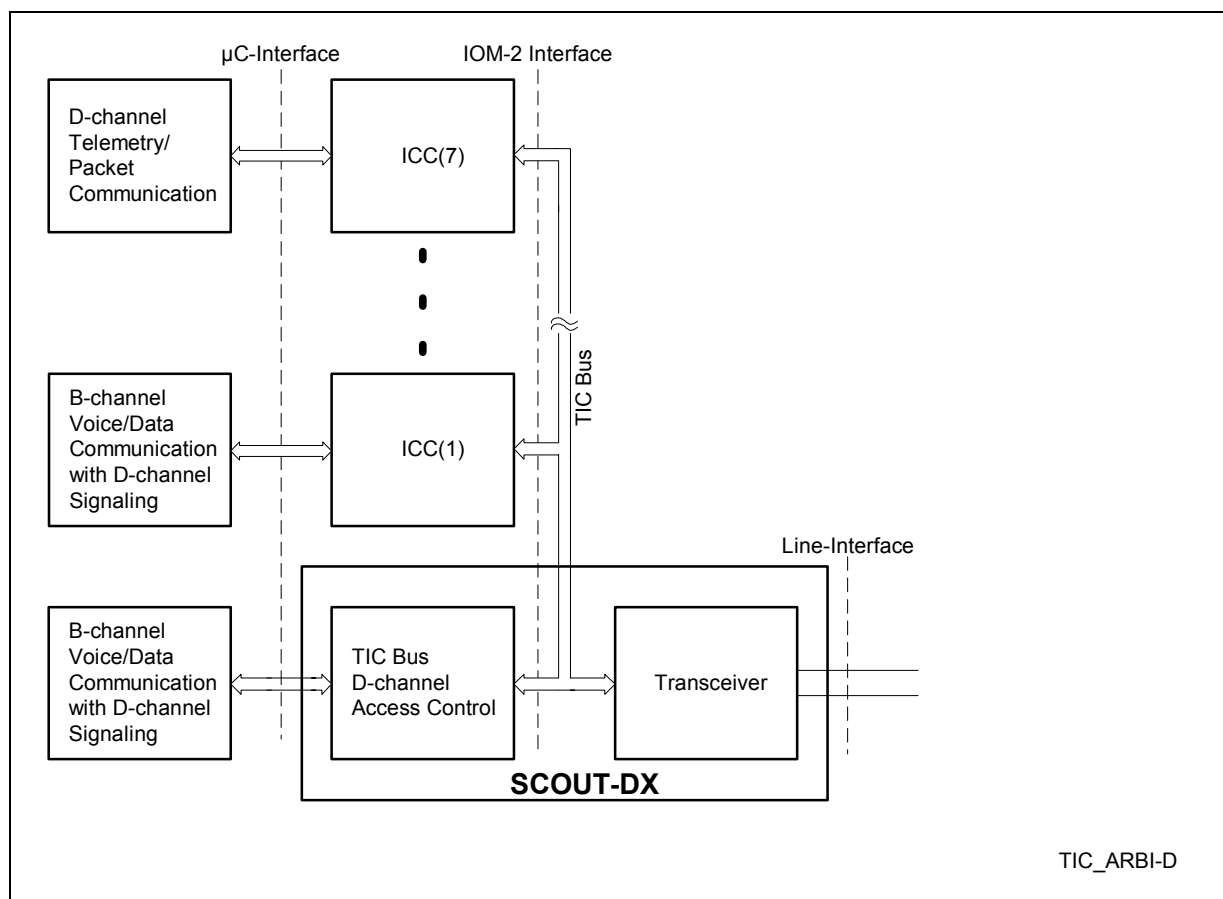 µC-Interface
IOM-2 Interface
D-channel
Telemetry/
Packet
Communication
ICC(7)
TIC Bus
B-channel
Voice/Data
Communication
with D-channel
Signaling
ICC(1)
Line-Interface
B-channel
Voice/Data
Communication
with D-channel
Signaling
TIC Bus
D-channel
Access Control
Transceiver
SCOUT-DX
TIC_ARBI-D